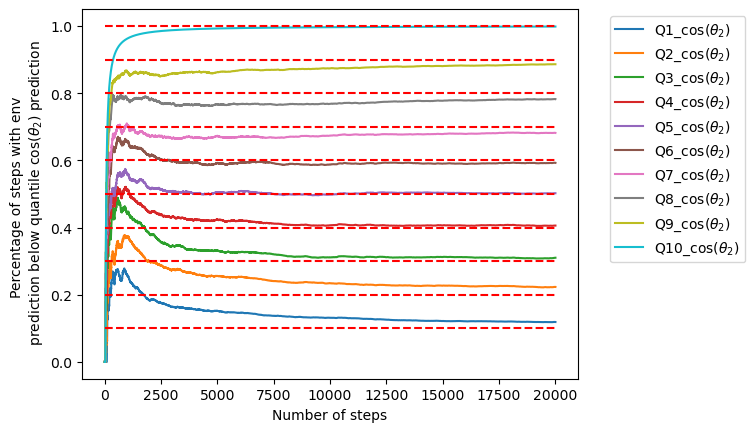 Percentage of steps with env
prediction below quantile cos(θ₂) prediction
1.0
0.8
0.6
0.4
0.2
0.0
0
2500
5000
7500
10000
12500
15000
17500
20000
Number of steps
Q1_cos(θ₂)
Q2_cos(θ₂)
Q3_cos(θ₂)
Q4_cos(θ₂)
Q5_cos(θ₂)
Q6_cos(θ₂)
Q7_cos(θ₂)
Q8_cos(θ₂)
Q9_cos(θ₂)
Q10_cos(θ₂)